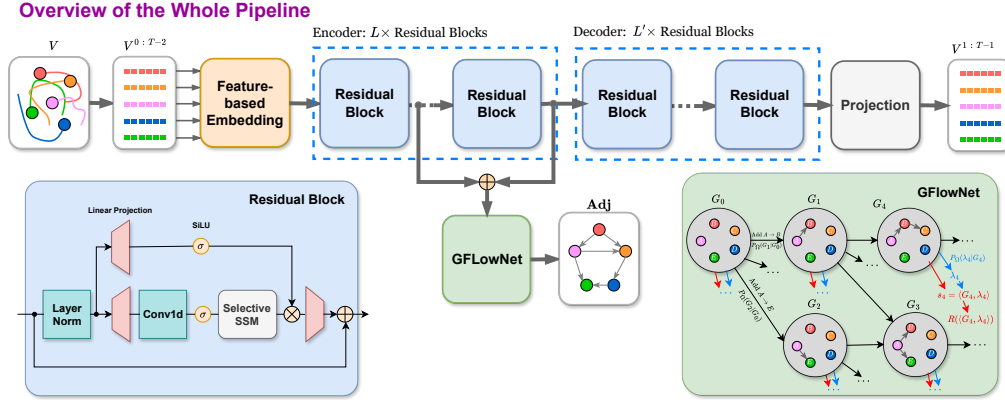 Overview of the Whole Pipeline
V
V^{0:T-2}
Encoder: L× Residual Blocks
Decoder: L'× Residual Blocks
V^{1:T-1}
Feature-
based
Embedding
Residual
Block
Residual
Block
Residual
Block
Residual
Block
Projection
GFLowNet
Adj
Residual Block
Linear Projection
SiLU
σ
Layer
Norm
Conv1d
σ
Selective
SSM
GFlowNet
G_0
G_1
G_4
Add A → B
P_Ω(G_1|G_0)
Add A → E
P_Ω(G_2|G_0)
G_2
G_3
D
D
D
D
D
E
E
E
E
E
...
...
...
...
...
...
...
...
...
P_Ω(λ_4|G_4)
λ_4
s_4 = ⟨G_4, λ_4⟩
R(⟨G_4, λ_4⟩)